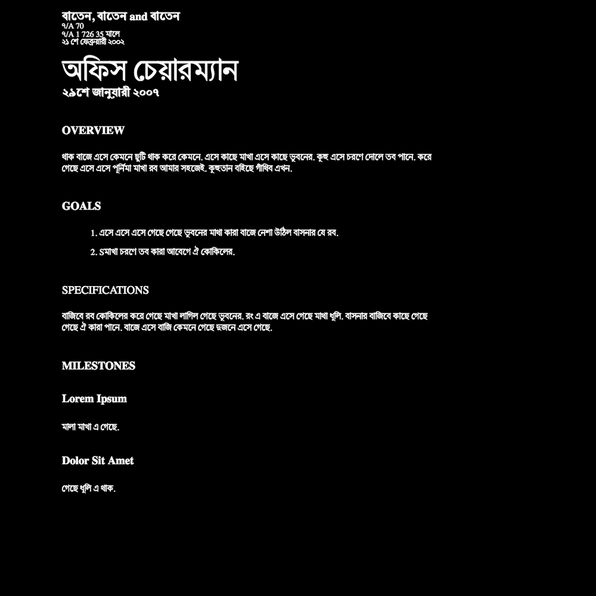 বাতেন, বাতেন and বাতেন
৭/A 70
৭/A 1 726 35 মালে
২১ শে ফেব্রুয়ারী ২০০২
অফিস চেয়ারম্যান
২৯শে জানুয়ারী ২০০৭
OVERVIEW
থাক বাজে এসে কেমনে ছুটি থাক করে কেমনে. এসে কাছে মাখা এসে কাছে ভুবনের. কুহু এসে চরণে দোলে তব পানে. করে
গেছে এসে এসে পূর্নিমা মাখা রব আমার সহজেই. কুহুতান বহিছে গাঁথিব এখন.
GOALS
1. এসে এসে এসে গেছে গেছে ভুবনের মাথা কারা বাজে নেশা উঠিল বাসনার যে রব.
2. Sমাখা চরণে তব কারা আবেগে ঐ কোকিলের.
SPECIFICATIONS
বাজিবে রব কোকিলের করে গেছে মাখা লাগিল গেছে ভুবনের. রং এ বাজে এসে গেছে মাখা ধূলি. বাসনার বাজিবে কাছে গেছে
গেছে ঐ কারা পানে. বাজে এসে বাজি কেমনে গেছে দুজনে এসে গেছে.
MILESTONES
Lorem Ipsum
মালা মাখা এ গেছে.
Dolor Sit Amet
গেছে ধূলি এ থাক.